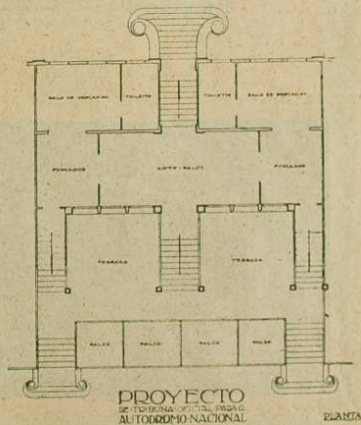 SALA DE DESCANSO
TOILETTE
TOILETTE
SALA DE DESCANSO
FUMADOR
ANTE-SALON
FUMADOR
TERRAZA
TERRAZA
PALCO
PALCO
PALCO
PALCO
PROYECTO
DE TRIBUNA OFICIAL PARA EL
AUTODROMO NACIONAL
PLANTA